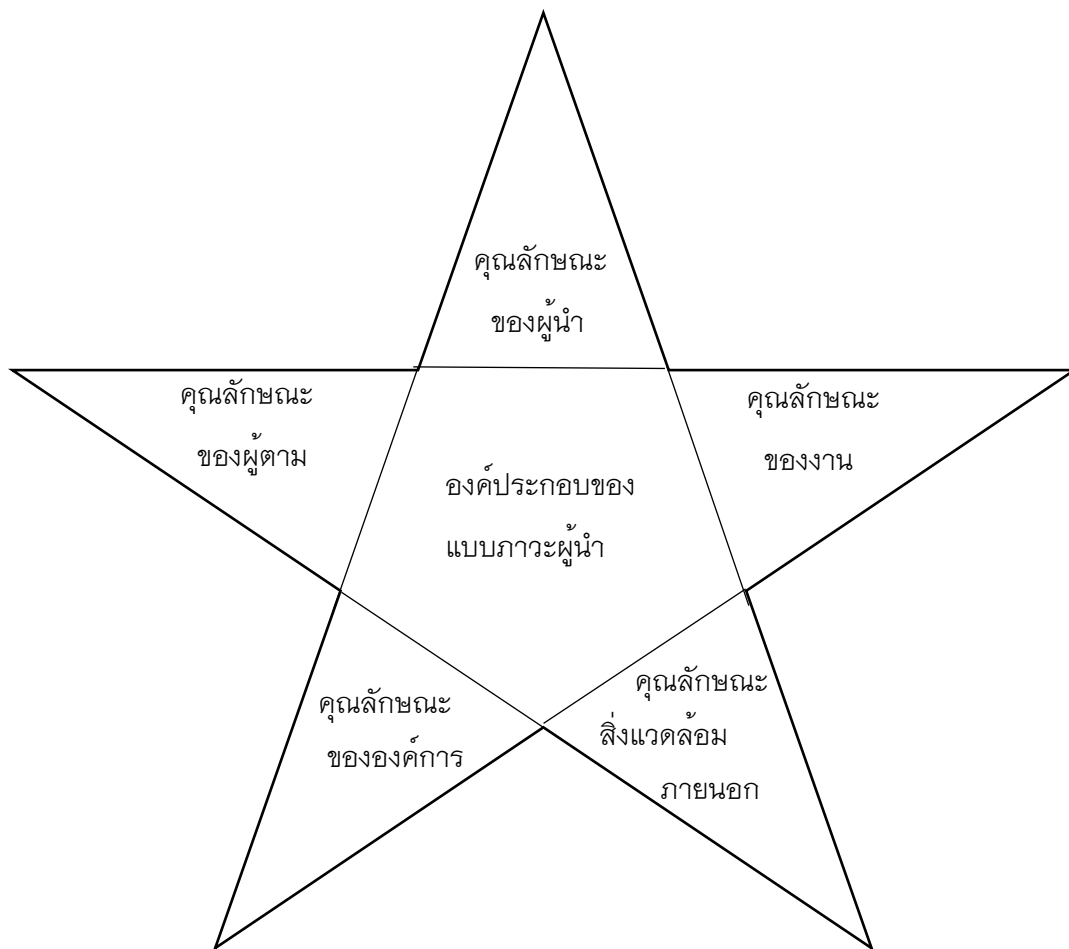 คุณลักษณะ
ของผู้นำ
คุณลักษณะ
ของผู้ตาม
คุณลักษณะ
ของงาน
องค์ประกอบของ
แบบภาวะผู้นำ
คุณลักษณะ
ขององค์การ
คุณลักษณะ
สิ่งแวดล้อม
ภายนอก